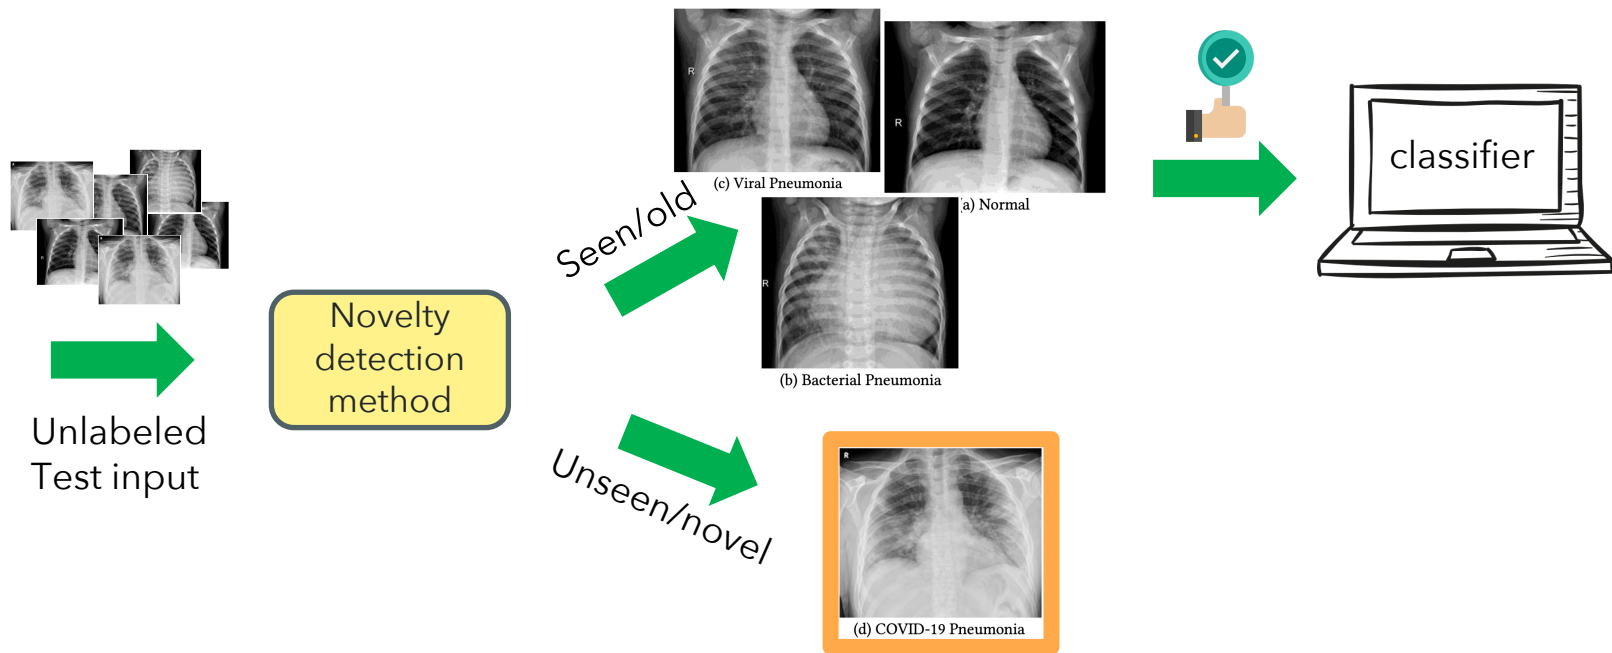 Unlabeled
Test input
Novelty
detection
method
Seen/old
Unseen/novel
R
(c) Viral Pneumonia
R
(a) Normal
R
(b) Bacterial Pneumonia
R
(d) COVID-19 Pneumonia
classifier